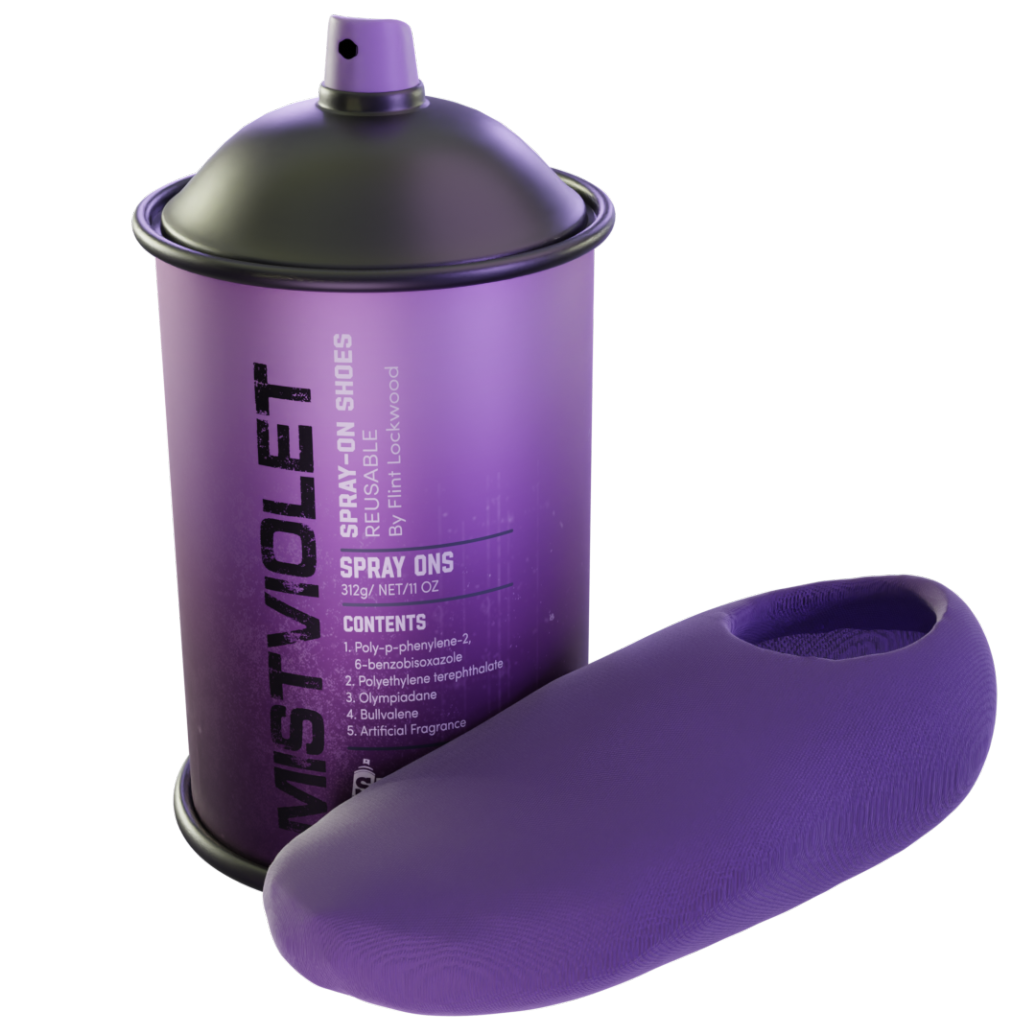 MISTVIOLET
SPRAY-ON SHOES
REUSABLE
By Flint Lockwood
SPRAY ONS
312g/ NET/11 OZ
CONTENTS
1. Poly-p-phenylene-2,
6-benzobisoxazole
2. Polyethylene terephthalate
3. Olympiadane
4. Bullvalene
5. Artificial Fragrance